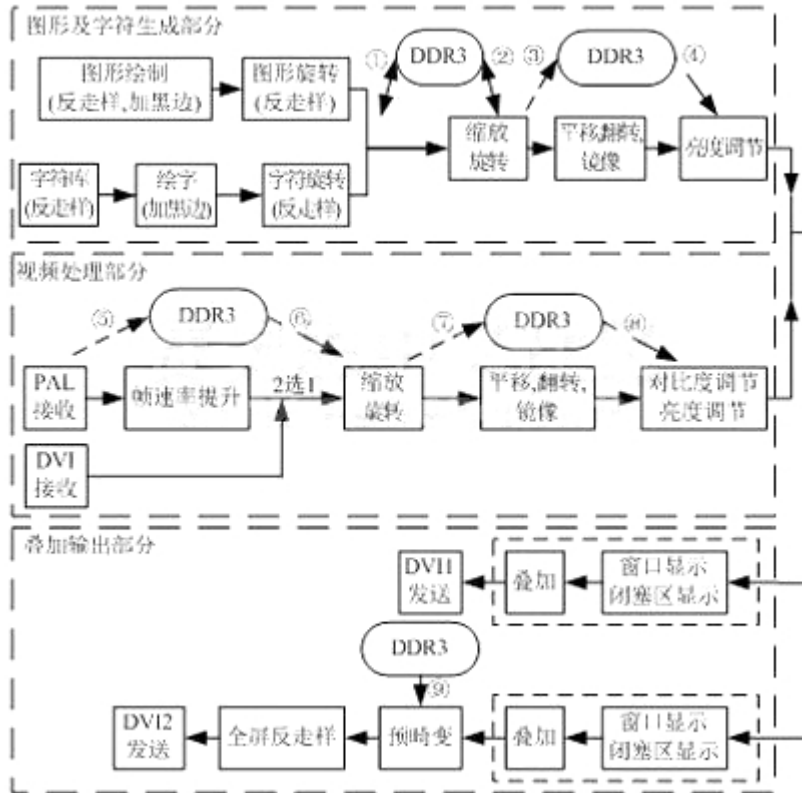 图形及字符生成部分
①
DDR3
②
③
DDR3
④
图形绘制
(反走样,加黑边)
图形旋转
(反走样)
缩放
旋转
平移,翻转,
镜像
亮度调节
字符库
(反走样)
绘字
(加黑边)
字符旋转
(反走样)
视频处理部分
⑤
DDR3
⑥
⑦
DDR3
⑧
PAL
接收
帧速率提升
2选1
缩放
旋转
平移,翻转,
镜像
对比度调节
亮度调节
DVI
接收
叠加输出部分
DVI1
发送
叠加
窗口显示
闭塞区显示
DDR3
⑨
DVI2
发送
全屏反走样
预畸变
叠加
窗口显示
闭塞区显示